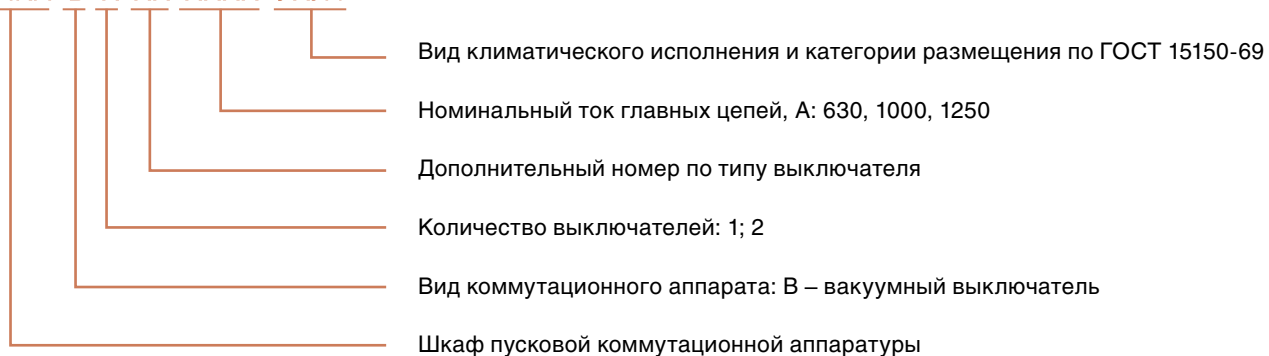 Вид климатического исполнения и категории размещения по ГОСТ 15150-69
Номинальный ток главных цепей, А: 630, 1000, 1250
Дополнительный номер по типу выключателя
Количество выключателей: 1; 2
Вид коммутационного аппарата: В – вакуумный выключатель
Шкаф пусковой коммутационной аппаратуры